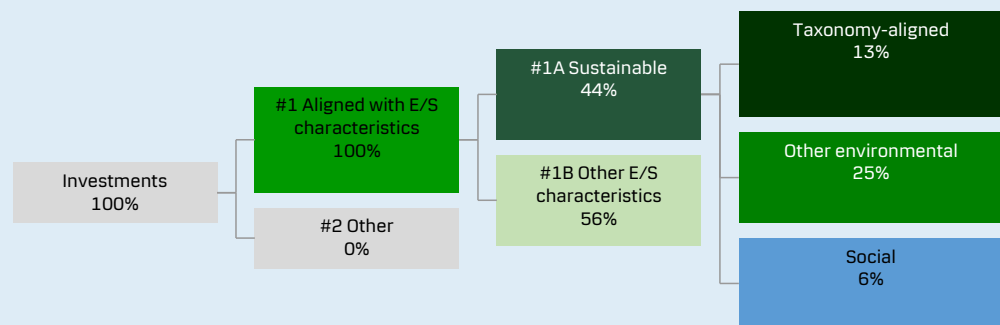 Investments
100%
#1 Aligned with E/S
characteristics
100%
#2 Other
0%
#1A Sustainable
44%
#1B Other E/S
characteristics
56%
Taxonomy-aligned
13%
Other environmental
25%
Social
6%